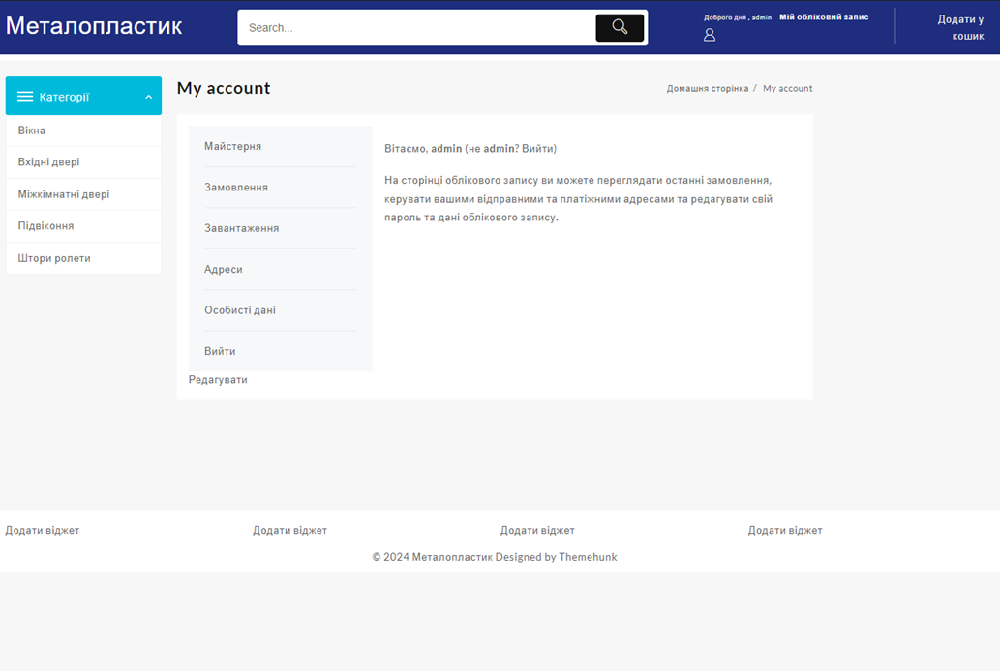 Металопластик
Search...
Доброго дня , admin Мій обліковий запис
Додати у
кошик
Категорії
Вікна
Вхідні двері
Міжкімнатні двері
Підвіконня
Штори ролети
My account
Домашня сторінка / My account
Майстерня
Замовлення
Завантаження
Адреси
Особисті дані
Вийти
Вітаємо, admin (не admin? Вийти)
На сторінці облікового запису ви можете переглядати останні замовлення,
керувати вашими відправними та платіжними адресами та редагувати свій
пароль та дані облікового запису.
Редагувати
Додати віджет Додати віджет Додати віджет Додати віджет
© 2024 Металопластик Designed by Themehunk